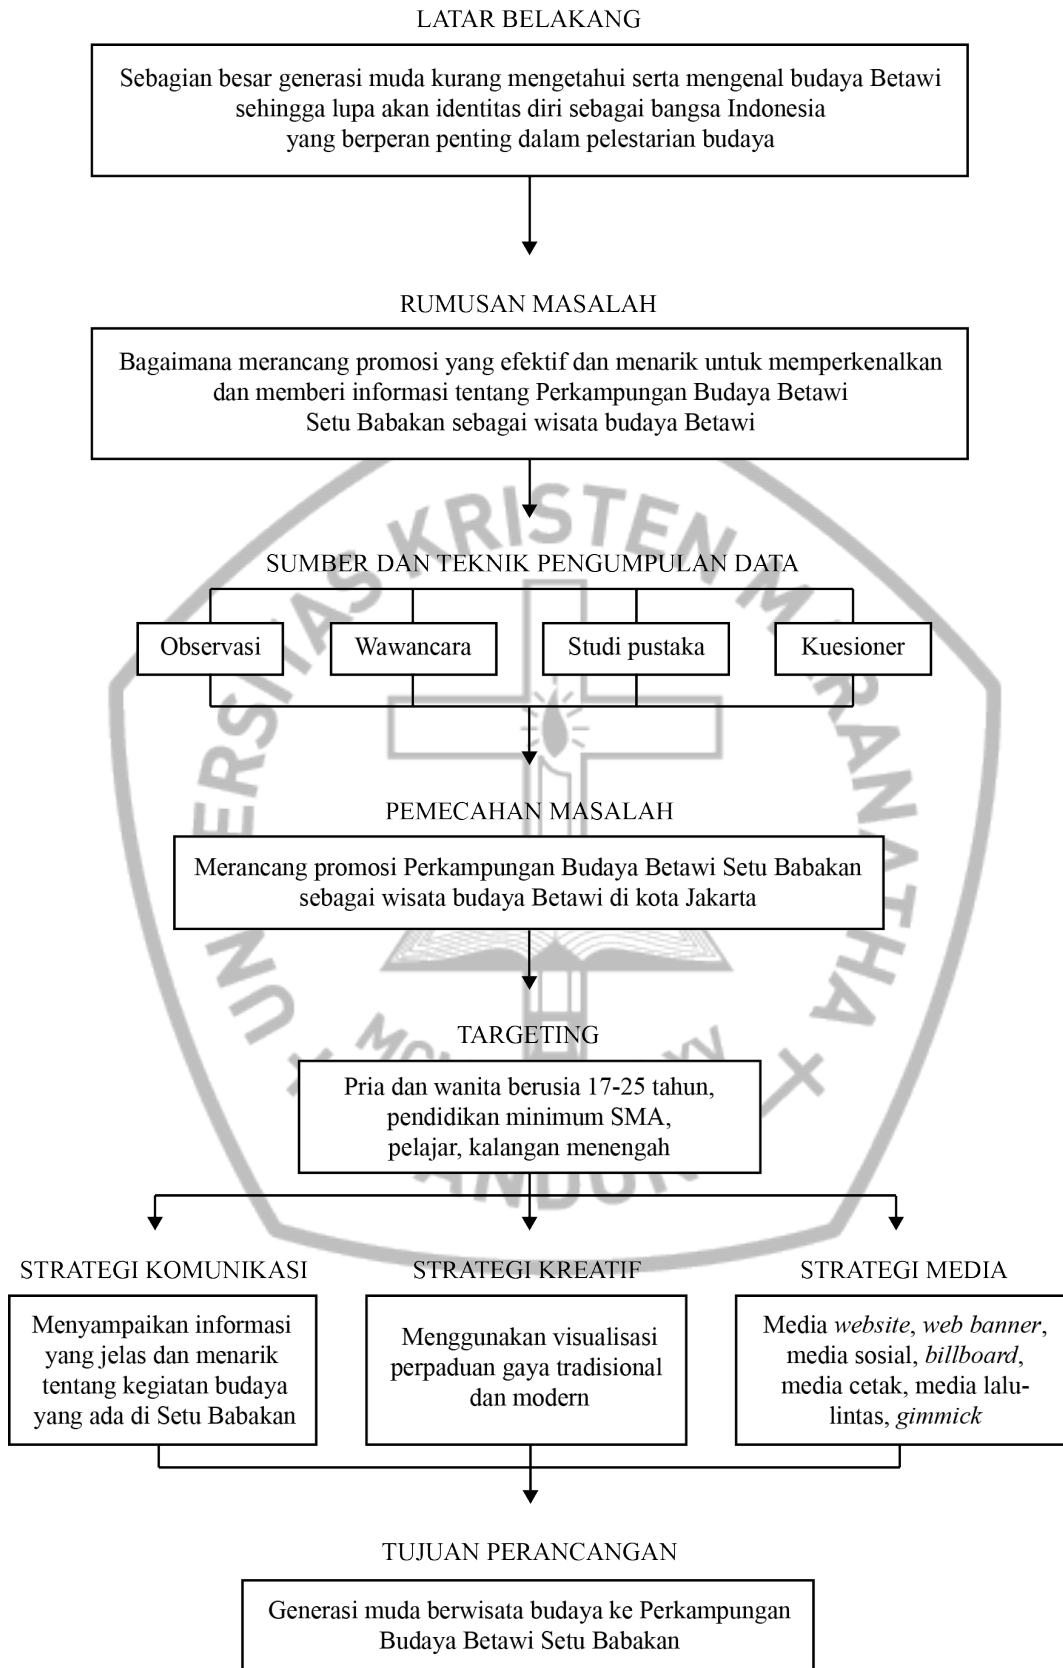 LATAR BELAKANG
Sebagian besar generasi muda kurang mengetahui serta mengenal budaya Betawi
sehingga lupa akan identitas diri sebagai bangsa Indonesia
yang berperan penting dalam pelestarian budaya
RUMUSAN MASALAH
Bagaimana merancang promosi yang efektif dan menarik untuk memperkenalkan
dan memberi informasi tentang Perkampungan Budaya Betawi
Setu Babakan sebagai wisata budaya Betawi
SUMBER DAN TEKNIK PENGUMPULAN DATA
Observasi
Wawancara
Studi pustaka
Kuesioner
PEMECAHAN MASALAH
Merancang promosi Perkampungan Budaya Betawi Setu Babakan
sebagai wisata budaya Betawi di kota Jakarta
TARGETING
Pria dan wanita berusia 17-25 tahun,
pendidikan minimum SMA,
pelajar, kalangan menengah
STRATEGI KOMUNIKASI
Menyampaikan informasi
yang jelas dan menarik
tentang kegiatan budaya
yang ada di Setu Babakan
STRATEGI KREATIF
Menggunakan visualisasi
perpaduan gaya tradisional
dan modern
STRATEGI MEDIA
Media website, web banner,
media sosial, billboard,
media cetak, media lalu-
lintas, gimmick
TUJUAN PERANCANGAN
Generasi muda berwisata budaya ke Perkampungan
Budaya Betawi Setu Babakan
UNIVERSITAS KRISTEN MARANATHA